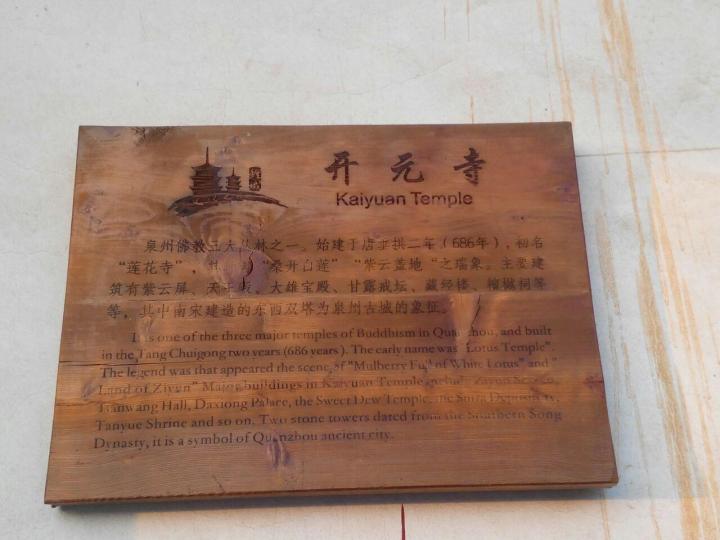 开元寺
Kaiyuan Temple
泉州佛教三大丛林之一。始建于唐垂拱二年（686年），初名
“莲花寺”，“桑开白莲”“紫云盖地”之瑞象。主要建
筑有紫云屏、天王殿、大雄宝殿、甘露戒坛、藏经楼、檀樾祠等
等，其中南宋建造的东西双塔为泉州古城的象征。
It is one of the three major temples of Buddhism in Quanzhou, and built
in the Tang Chuigong two years (686 years). The early name was "Lotus Temple".
The legend was that appeared the scene of "Mulberry Full of White Lotus" and "
Land of Ziyun" Major buildings in Kaiyuan Temple include Ziyun Screen,
Tianwang Hall, Daxiong Palace, the Sweet Dew Temple, the Sutra Depository,
Tanyue Shrine and so on. Two stone towers dated from the Southern Song
Dynasty, it is a symbol of Quanzhou ancient city.